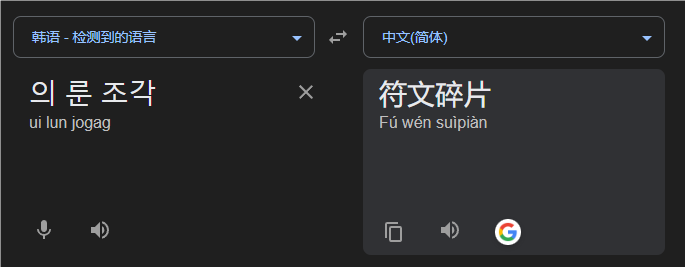 韩语 - 检测到的语言
中文(简体)
의 룬 조각
ui lun jogag
符文碎片
Fú wén suìpiàn